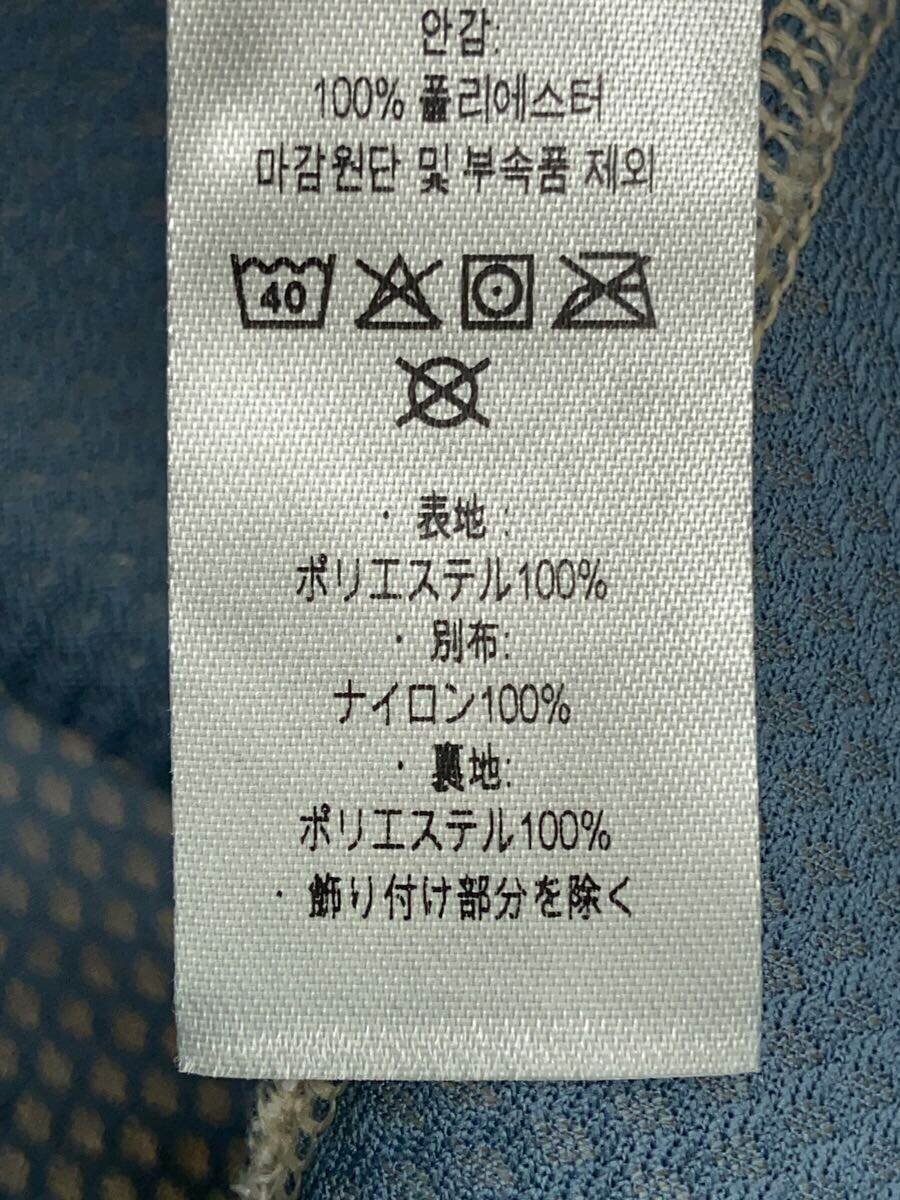 안감:
100% 폴리에스터
마감원단 및 부속품 제외
40
· 表地 :
ポリエステル100%
· 別布:
ナイロン100%
· 裏地:
ポリエステル100%
· 飾り付け部分を除く